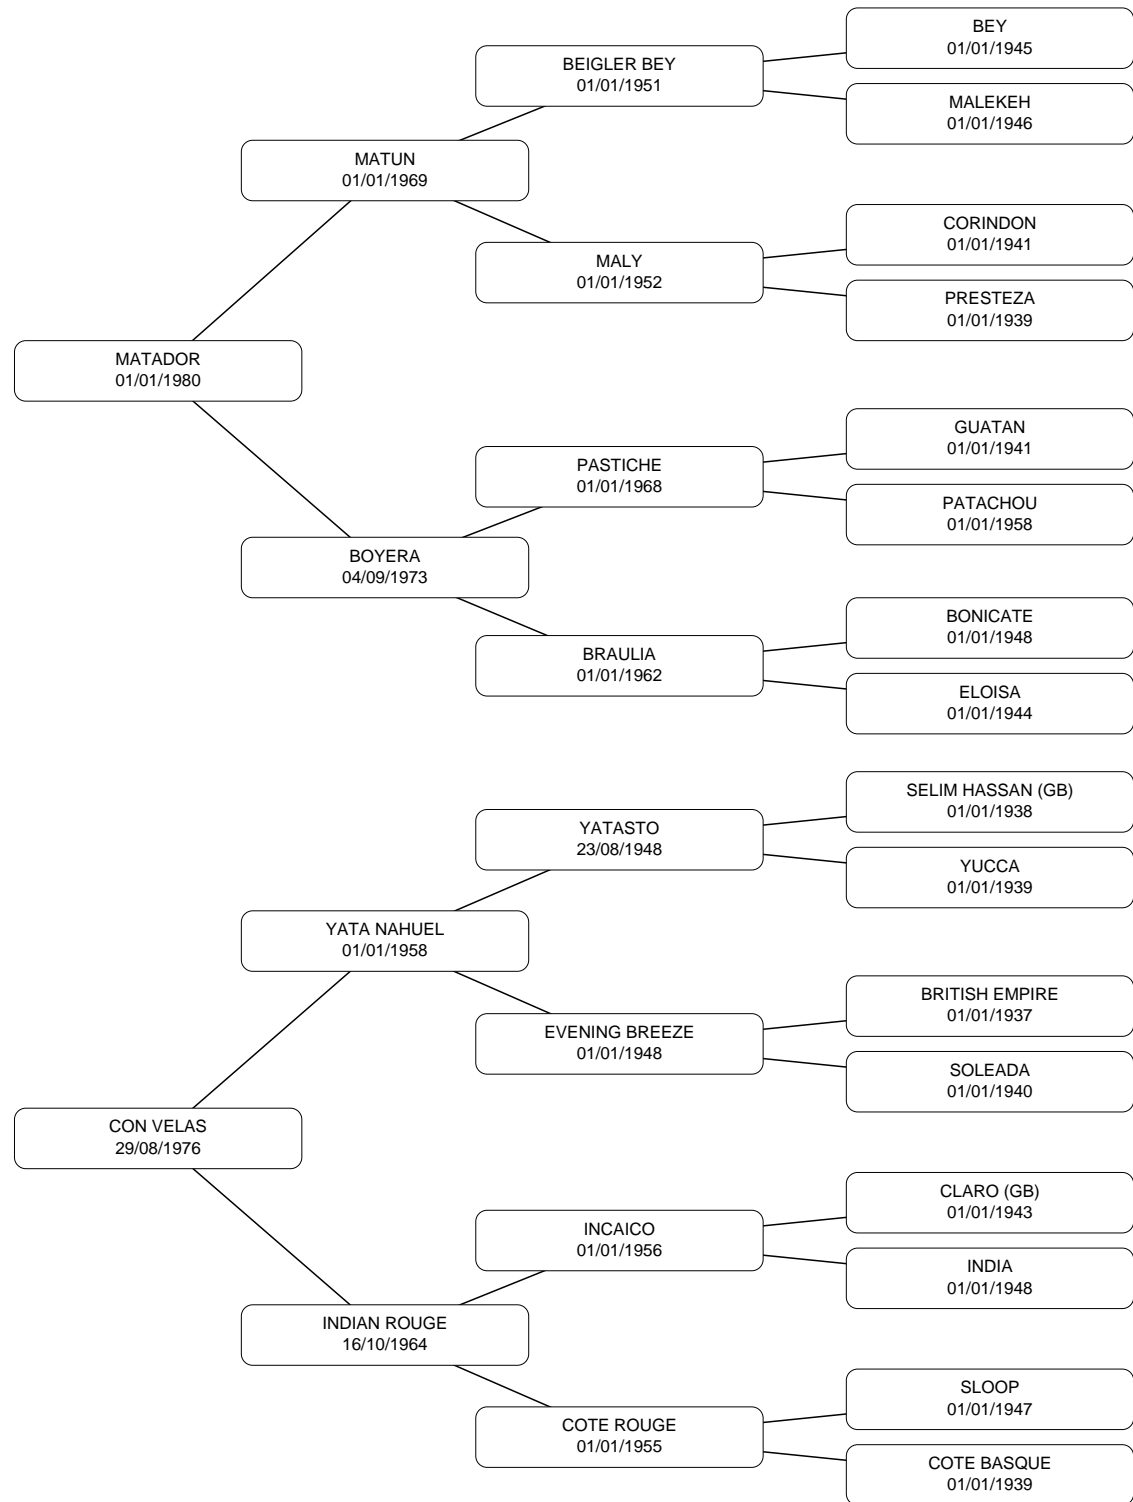 BEY
01/01/1945
BEIGLER BEY
01/01/1951
MALEKEH
01/01/1946
MATUN
01/01/1969
CORINDON
01/01/1941
MALY
01/01/1952
PRESTEZA
01/01/1939
MATADOR
01/01/1980
GUATAN
01/01/1941
PASTICHE
01/01/1968
PATACHOU
01/01/1958
BOYERA
04/09/1973
BONICATE
01/01/1948
BRAULIA
01/01/1962
ELOISA
01/01/1944
SELIM HASSAN (GB)
01/01/1938
YATASTO
23/08/1948
YUCCA
01/01/1939
YATA NAHUEL
01/01/1958
BRITISH EMPIRE
01/01/1937
EVENING BREEZE
01/01/1948
SOLEADA
01/01/1940
CON VELAS
29/08/1976
CLARO (GB)
01/01/1943
INCAICO
01/01/1956
INDIA
01/01/1948
INDIAN ROUGE
16/10/1964
SLOOP
01/01/1947
COTE ROUGE
01/01/1955
COTE BASQUE
01/01/1939